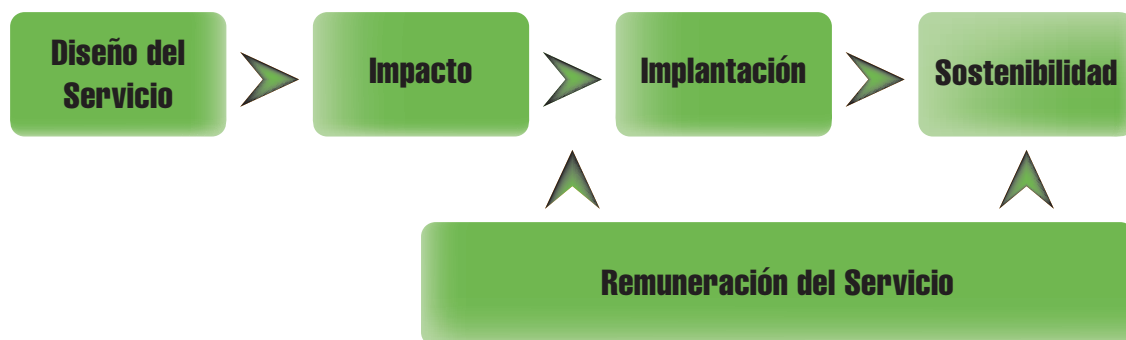 Diseño del
Servicio
Impacto
Implantación
Sostenibilidad
Remuneración del Servicio